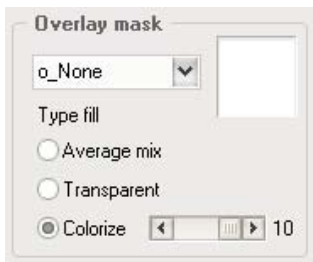 Overlay mask
o_None
Type fill
Average mix
Transparent
Colorize 10